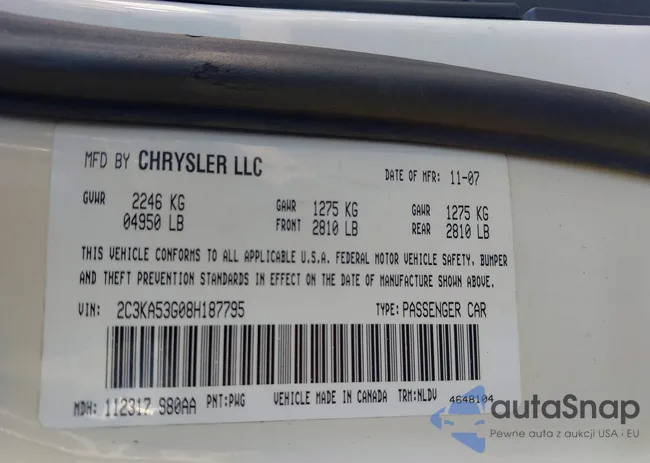 MFD BY CHRYSLER LLC DATE OF MFR: 11-07
GVWR 2246 KG GAWR 1275 KG GAWR 1275 KG
04950 LB FRONT 2810 LB REAR 2810 LB
THIS VEHICLE CONFORMS TO ALL APPLICABLE U.S.A. FEDERAL MOTOR VEHICLE SAFETY, BUMPER
AND THEFT PREVENTION STANDARDS IN EFFECT ON THE DATE OF MANUFACTURE SHOWN ABOVE.
VIN: 2C3KA53G08H187795 TYPE: PASSENGER CAR
MDH: 112317 980AA PNT:PWG VEHICLE MADE IN CANADA TRM:NLDV 4648104
autaSnap
Pewne auta z aukcji USA i EU